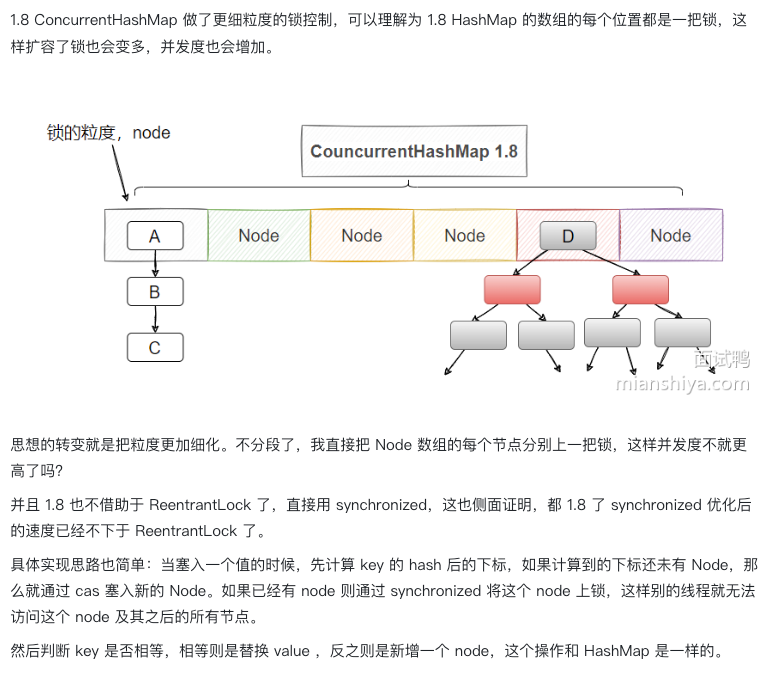 1.8 ConcurrentHashMap 做了更细粒度的锁控制，可以理解为 1.8 HashMap 的数组的每个位置都是一把锁，这
样扩容了锁也会变多，并发度也会增加。
锁的粒度，node
CouncurrentHashMap 1.8
A
Node
Node
Node
D
Node
B
C
面试鸭
mianshiya.com
思想的转变就是把粒度更加细化。不分段了，我直接把 Node 数组的每个节点分别上一把锁，这样并发度不就更
高了吗?
并且 1.8 也不借助于 ReentrantLock 了，直接用 synchronized，这也侧面证明，都 1.8 了 synchronized 优化后
的速度已经不下于 ReentrantLock 了。
具体实现思路也简单：当塞入一个值的时候，先计算 key 的 hash 后的下标，如果计算到的下标还未有 Node，那
么就通过 cas 塞入新的 Node。如果已经有 node 则通过 synchronized 将这个 node 上锁，这样别的线程就无法
访问这个 node 及其之后的所有节点。
然后判断 key 是否相等，相等则是替换 value ，反之则是新增一个 node，这个操作和 HashMap 是一样的。